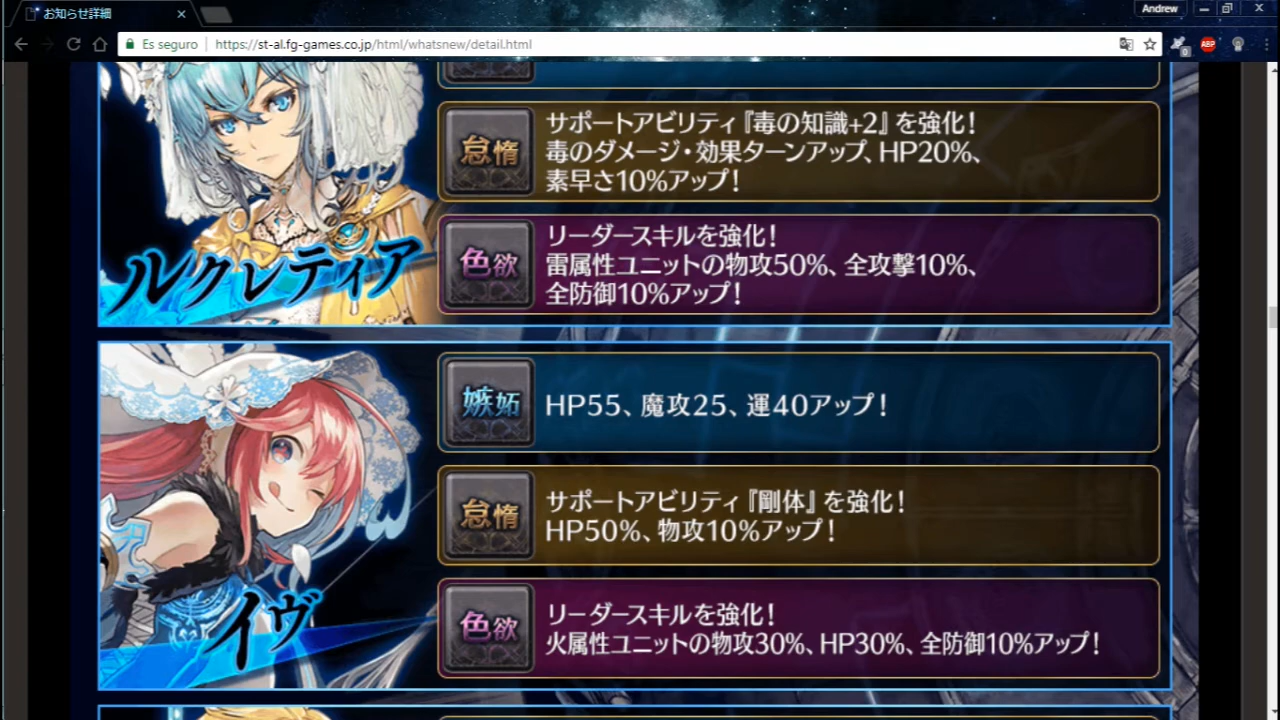 お知らせ詳細
Andrew
Es seguro
https://st-al.fg-games.co.jp/html/whatsnew/detail.html
0
ABP
ルクレティア
怠惰
サポートアビリティ『毒の知識+2』を強化！
毒のダメージ・効果ターンアップ、HP20%、
素早さ10%アップ！
色欲
リーダースキルを強化！
雷属性ユニットの物攻50%、全攻撃10%、
全防御10%アップ！
イヴ
嫉妬
HP55、魔攻25、運40アップ！
怠惰
サポートアビリティ『剛体』を強化！
HP50%、物攻10%アップ！
色欲
リーダースキルを強化！
火属性ユニットの物攻30%、HP30%、全防御10%アップ！